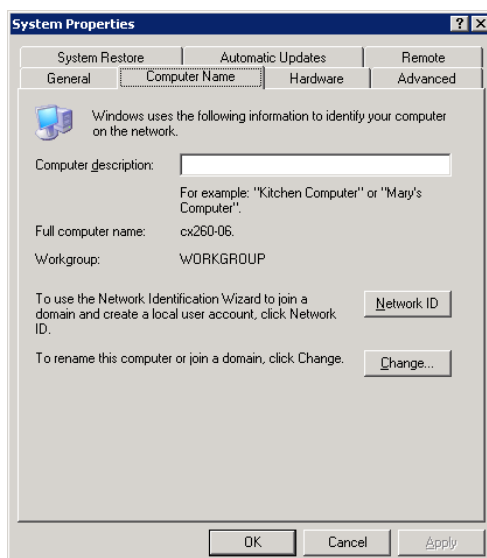 System Properties
System Restore
Automatic Updates
Remote
General
Computer Name
Hardware
Advanced
Windows uses the following information to identify your computer
on the network.
Computer description:
For example: "Kitchen Computer" or "Mary's
Computer".
Full computer name:
cx260-06.
Workgroup:
WORKGROUP
To use the Network Identification Wizard to join a
domain and create a local user account, click Network
ID.
Network ID
To rename this computer or join a domain, click Change.
Change...
OK
Cancel
Apply